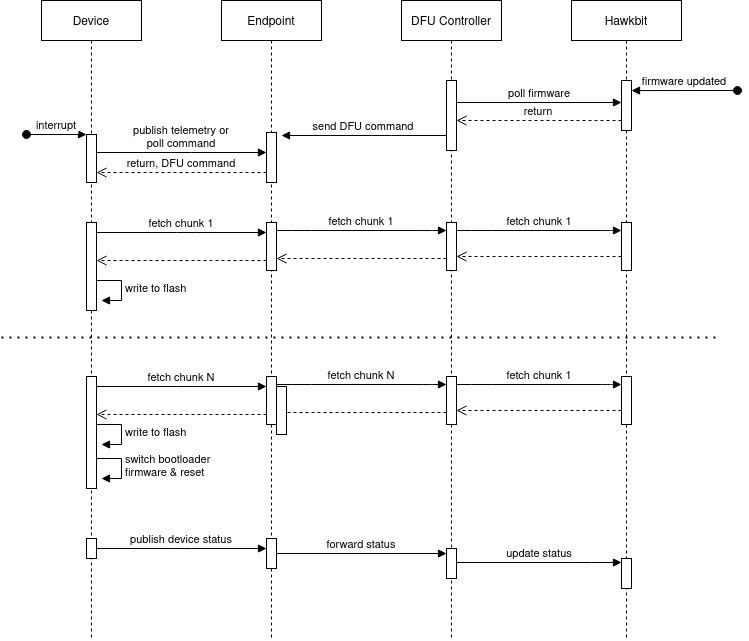 Device
Endpoint
DFU Controller
Hawkbit
firmware updated
poll firmware
return
interrupt
publish telemetry or
poll command
send DFU command
return, DFU command
fetch chunk 1
fetch chunk 1
fetch chunk 1
write to flash
fetch chunk N
fetch chunk N
fetch chunk 1
write to flash
switch bootloader
firmware & reset
publish device status
forward status
update status